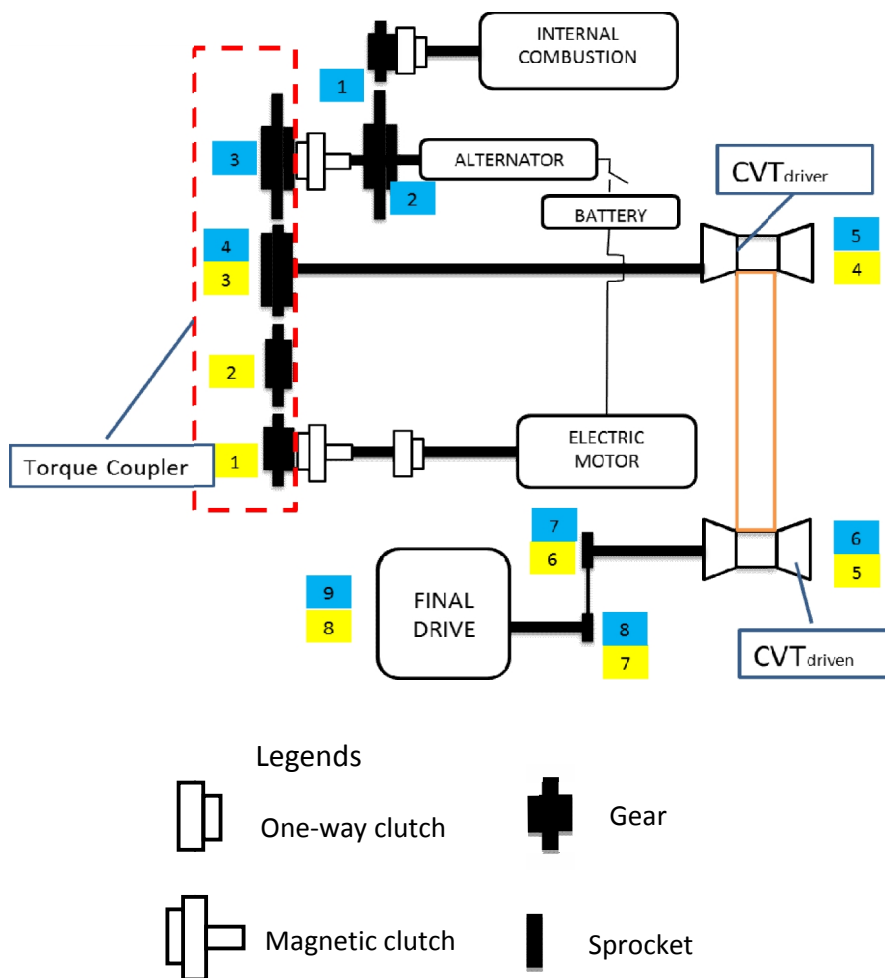 INTERNAL
COMBUSTION
1
3
ALTERNATOR
2
BATTERY
CVTdriver
4
3
5
4
2
1
Torque Coupler
ELECTRIC
MOTOR
7
6
6
5
9
8
FINAL
DRIVE
8
7
CVTdriven
Legends
One-way clutch
Gear
Magnetic clutch
Sprocket